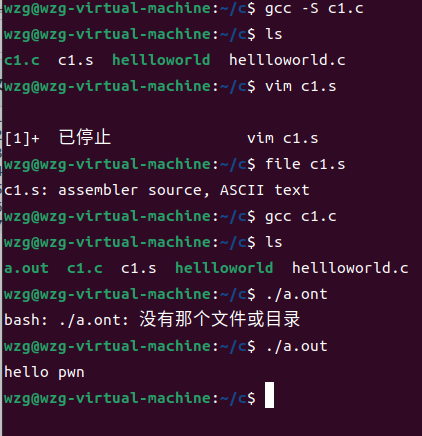 wzg@wzg-virtual-machine:~/c$ gcc -S c1.c
wzg@wzg-virtual-machine:~/c$ ls
c1.c  c1.s  hellloworld  hellloworld.c
wzg@wzg-virtual-machine:~/c$ vim c1.s
[1]+  已停止               vim c1.s
wzg@wzg-virtual-machine:~/c$ file c1.s
c1.s: assembler source, ASCII text
wzg@wzg-virtual-machine:~/c$ gcc c1.c
wzg@wzg-virtual-machine:~/c$ ls
a.out  c1.c  c1.s  hellloworld  hellloworld.c
wzg@wzg-virtual-machine:~/c$ ./a.ont
bash: ./a.ont: 没有那个文件或目录
wzg@wzg-virtual-machine:~/c$ ./a.out
hello pwn
wzg@wzg-virtual-machine:~/c$